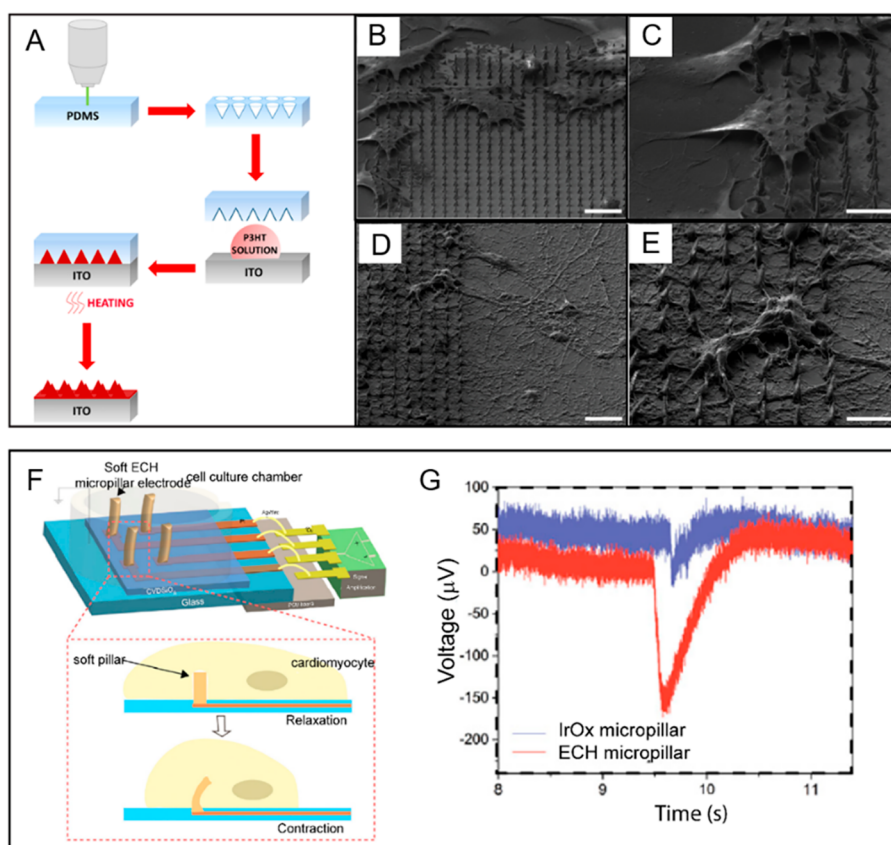 A
PDMS
P3HT
SOLUTION
ITO
ITO
HEATING
ITO
B
C
D
E
F
Soft ECH
micropillar electrode
cell culture chamber
Glass
soft pillar
cardiomyocyte
Relaxation
Contraction
G
100
50
0
-50
-100
-150
-200
Voltage (µV)
IrOx micropillar
ECH micropillar
8
9
10
11
Time (s)